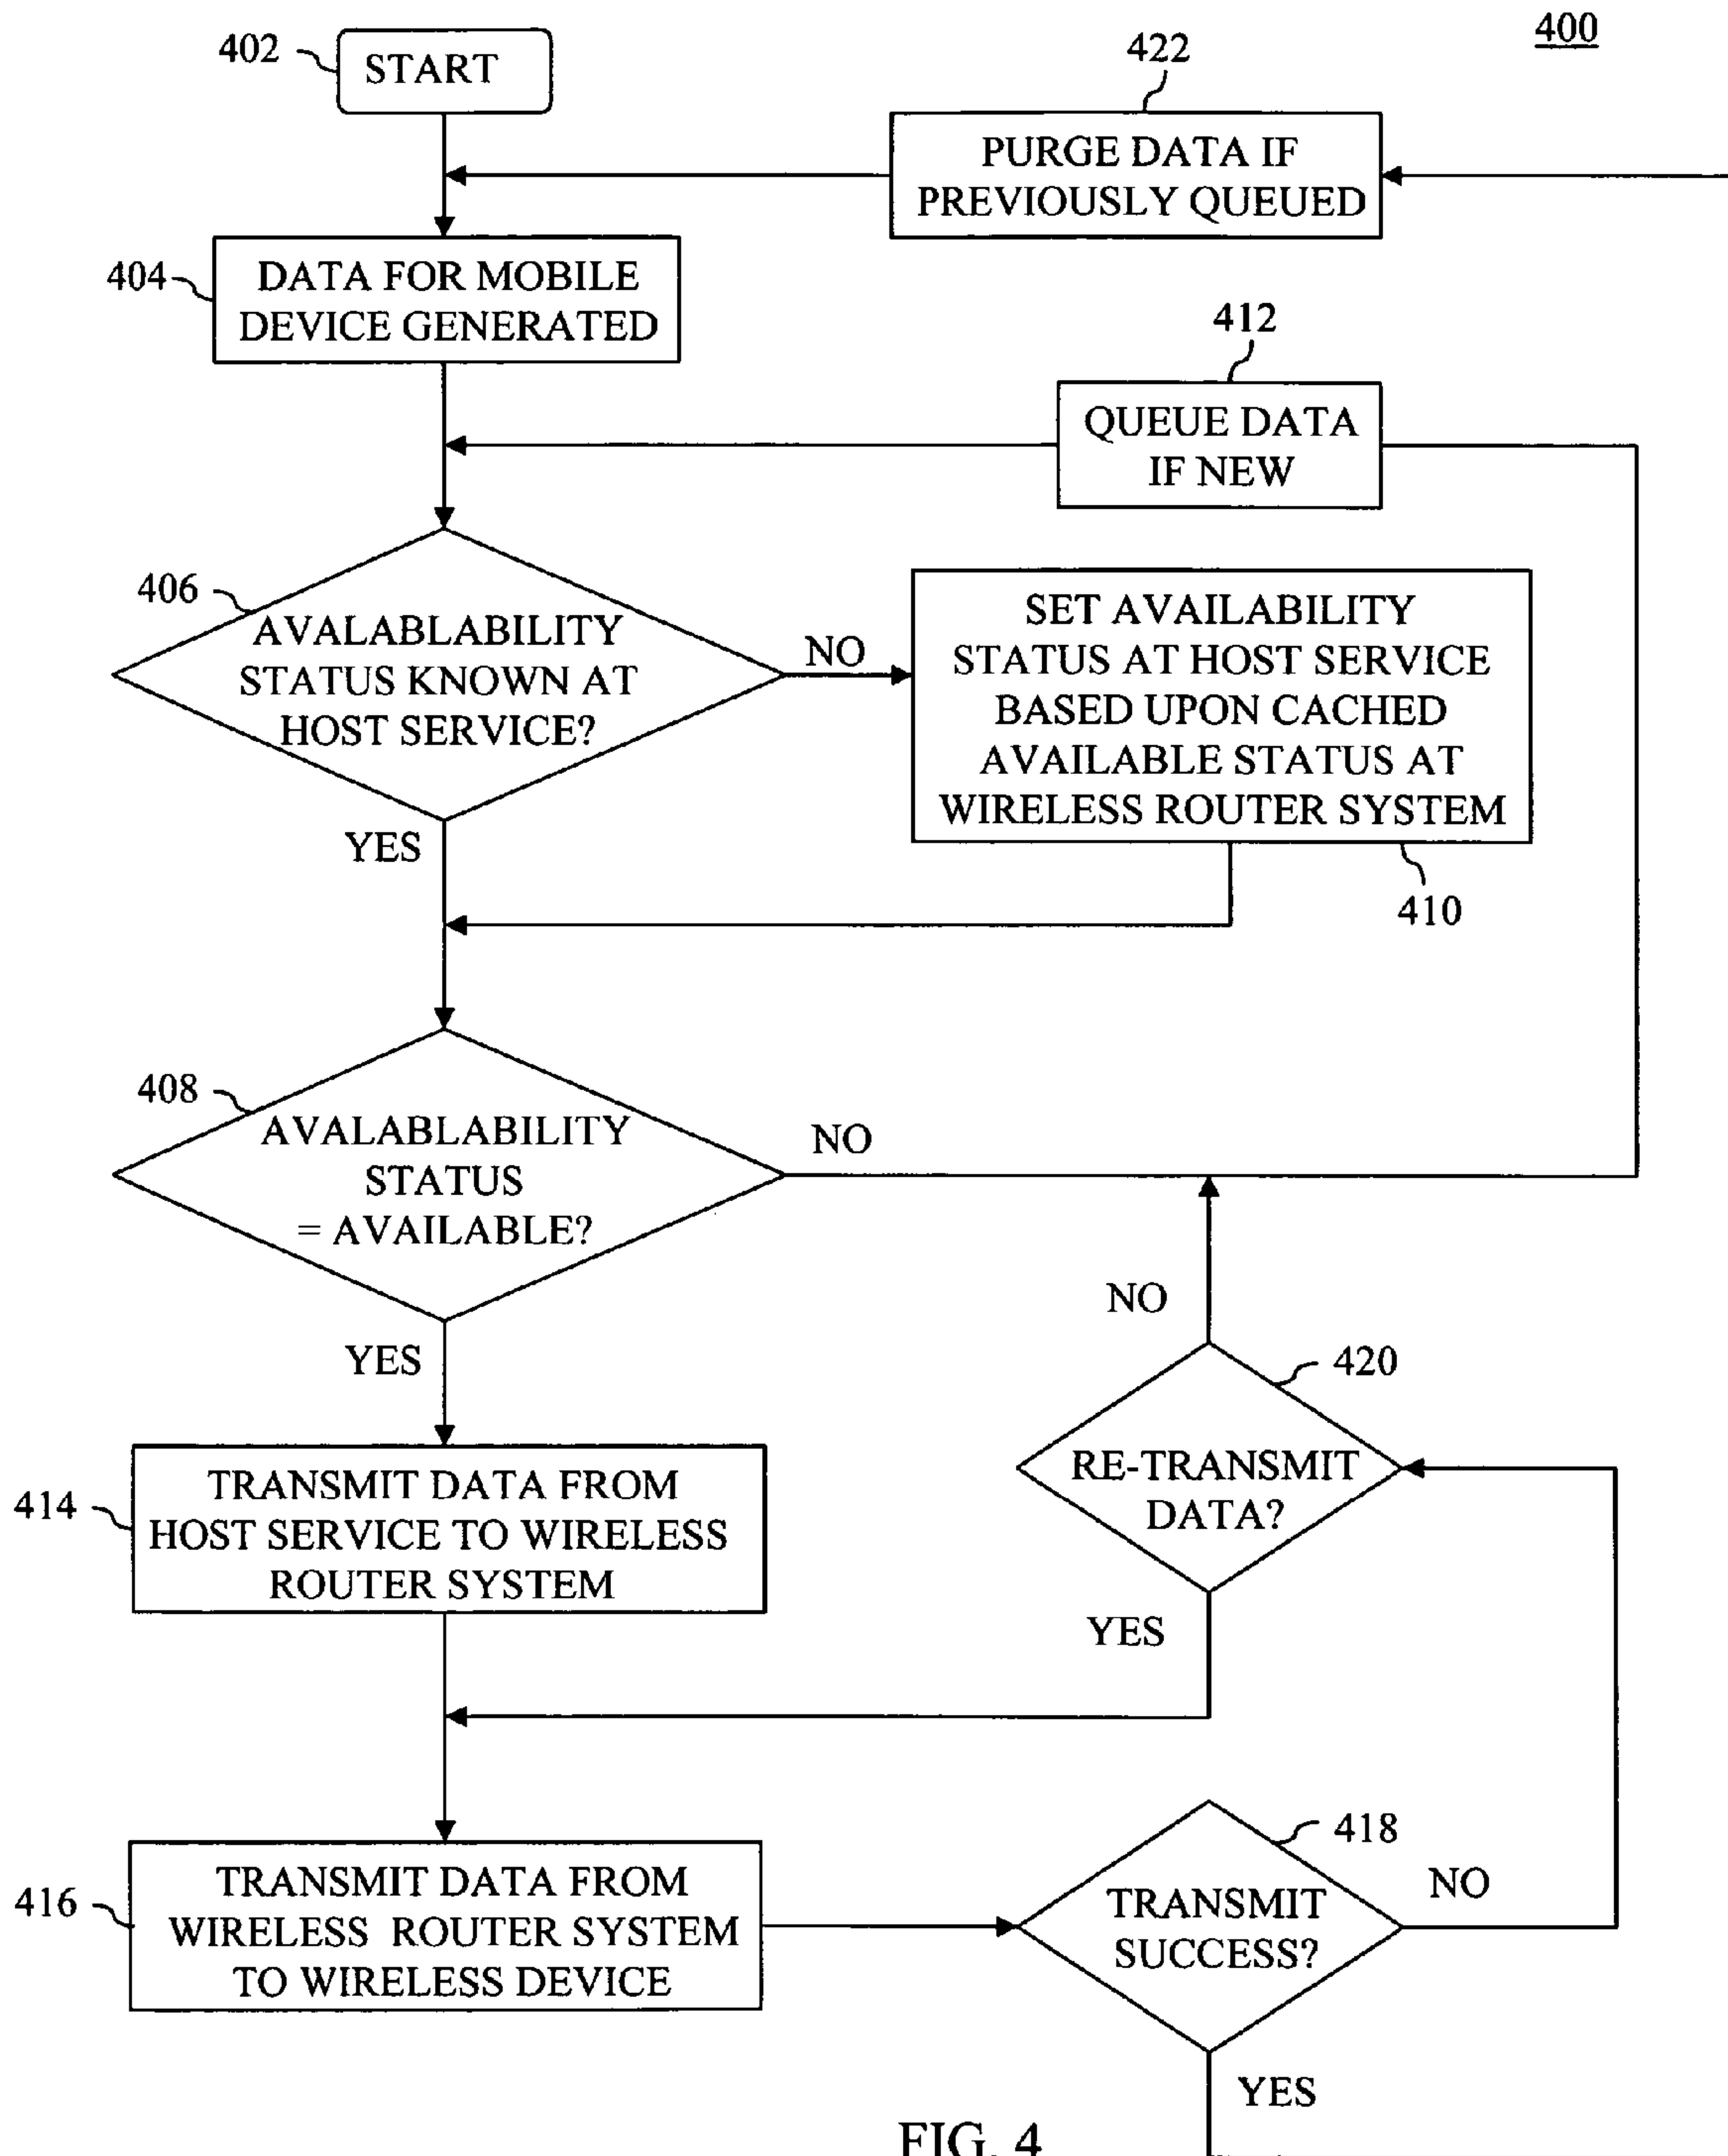 400
402
START
422
PURGE DATA IF
PREVIOUSLY QUEUED
404
DATA FOR MOBILE
DEVICE GENERATED
412
QUEUE DATA
IF NEW
406
AVALABLABILITY
STATUS KNOWN AT
HOST SERVICE?
NO
SET AVAILABILITY
STATUS AT HOST SERVICE
BASED UPON CACHED
AVAILABLE STATUS AT
WIRELESS ROUTER SYSTEM
YES
410
408
AVALABLABILITY
STATUS
= AVAILABLE?
NO
NO
YES
420
RE-TRANSMIT
DATA?
414
TRANSMIT DATA FROM
HOST SERVICE TO WIRELESS
ROUTER SYSTEM
YES
416
TRANSMIT DATA FROM
WIRELESS ROUTER SYSTEM
TO WIRELESS DEVICE
418
TRANSMIT
SUCCESS?
NO
YES
FIG. 4